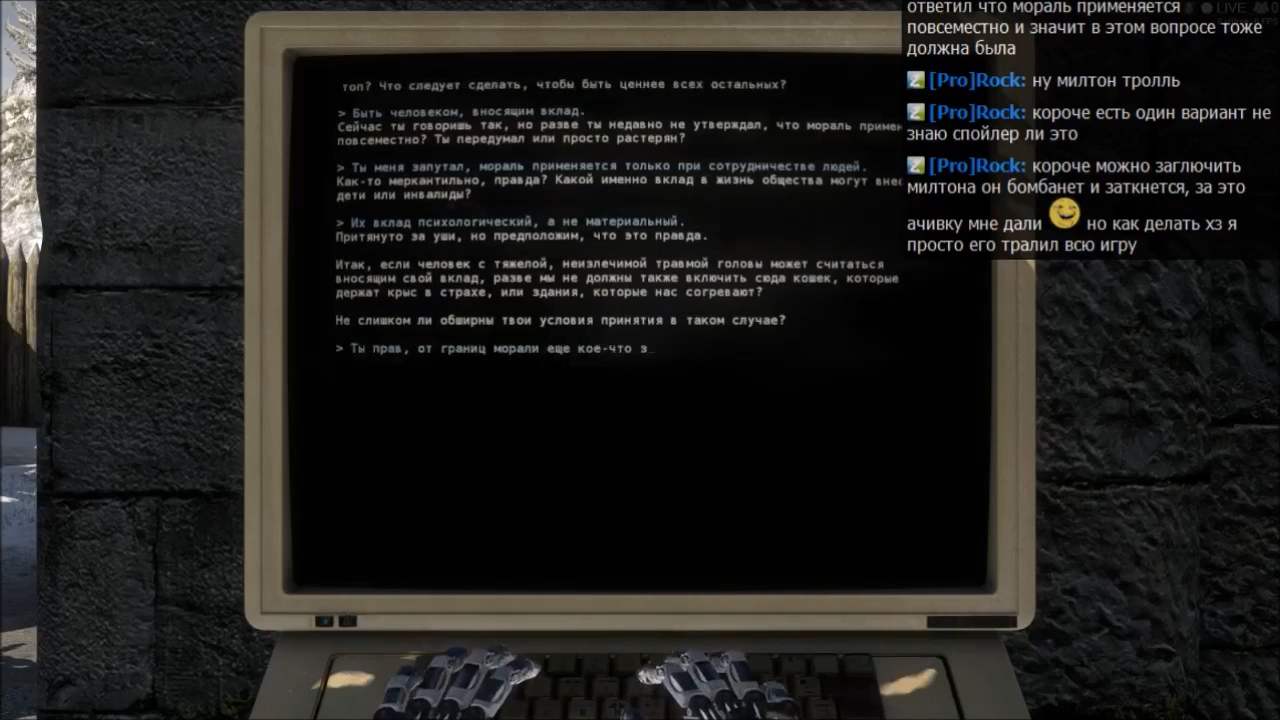 топ? Что следует сделать, чтобы быть ценнее всех остальных?
> Быть человеком, вносящим вклад.
Сейчас ты говоришь так, но разве ты недавно не утверждал, что мораль приме
повсеместно? Ты передумал или просто растерян?
> Ты меня запутал, мораль применяется только при сотрудничестве людей.
Как-то меркантильно, правда? Какой именно вклад в жизнь общества могут внес
дети или инвалиды?
> Их вклад психологический, а не материальный.
Притянуто за уши, но предположим, что это правда.
Итак, если человек с тяжелой, неизлечимой травмой головы может считаться
вносящим свой вклад, разве мы не должны также включить сюда кошек, которые
держат крыс в страхе, или здания, которые нас согревают?
Не слишком ли обширны твои условия принятия в таком случае?
> Ты прав, от границ морали еще кое-что з_
ответил что мораль применяется
повсеместно и значит в этом вопросе тоже
должна была
[Pro]Rock: ну милтон тролль
[Pro]Rock: короче есть один вариант не
знаю спойлер ли это
[Pro]Rock: короче можно заглючить
милтона он бомбанет и заткнется, за это
ачивку мне дали но как делать хз я
просто его тралил всю игру
LIVE